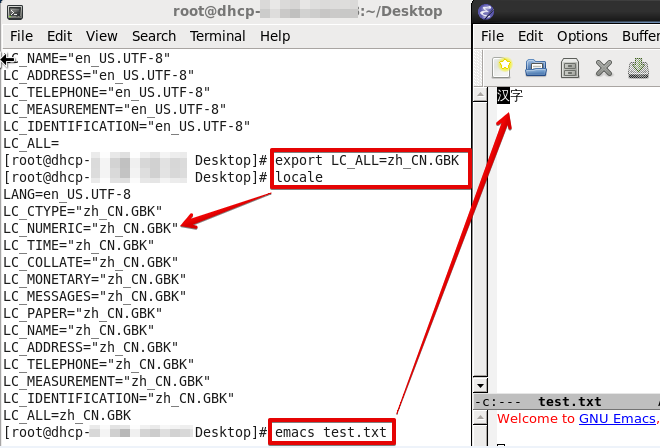 root@dhcp- :~/Desktop
File Edit View Search Terminal Help
LC_NAME="en_US.UTF-8"
LC_ADDRESS="en_US.UTF-8"
LC_TELEPHONE="en_US.UTF-8"
LC_MEASUREMENT="en_US.UTF-8"
LC_IDENTIFICATION="en_US.UTF-8"
LC_ALL=
[root@dhcp- Desktop]# export LC_ALL=zh_CN.GBK
[root@dhcp- Desktop]# locale
LANG=en_US.UTF-8
LC_CTYPE="zh_CN.GBK"
LC_NUMERIC="zh_CN.GBK"
LC_TIME="zh_CN.GBK"
LC_COLLATE="zh_CN.GBK"
LC_MONETARY="zh_CN.GBK"
LC_MESSAGES="zh_CN.GBK"
LC_PAPER="zh_CN.GBK"
LC_NAME="zh_CN.GBK"
LC_ADDRESS="zh_CN.GBK"
LC_TELEPHONE="zh_CN.GBK"
LC_MEASUREMENT="zh_CN.GBK"
LC_IDENTIFICATION="zh_CN.GBK"
LC_ALL=zh_CN.GBK
[root@dhcp- Desktop]# emacs test.txt
File Edit Options Buffer
汉字
-c:--- test.txt
Welcome to GNU Emacs,